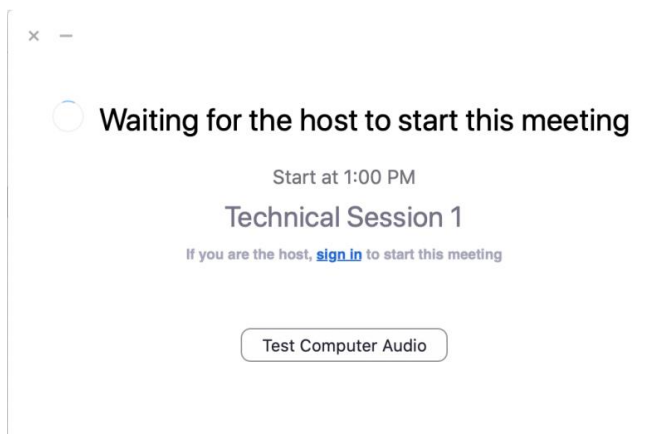 Waiting for the host to start this meeting
Start at 1:00 PM
Technical Session 1
If you are the host, sign in to start this meeting
Test Computer Audio